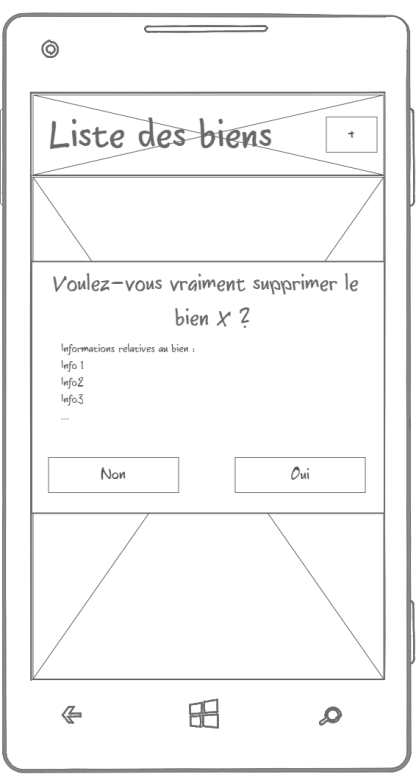 Liste des biens
+
Voulez-vous vraiment supprimer le
bien X ?
Informations relatives au bien :
Info 1
Info2
Info3
...
Non
Oui